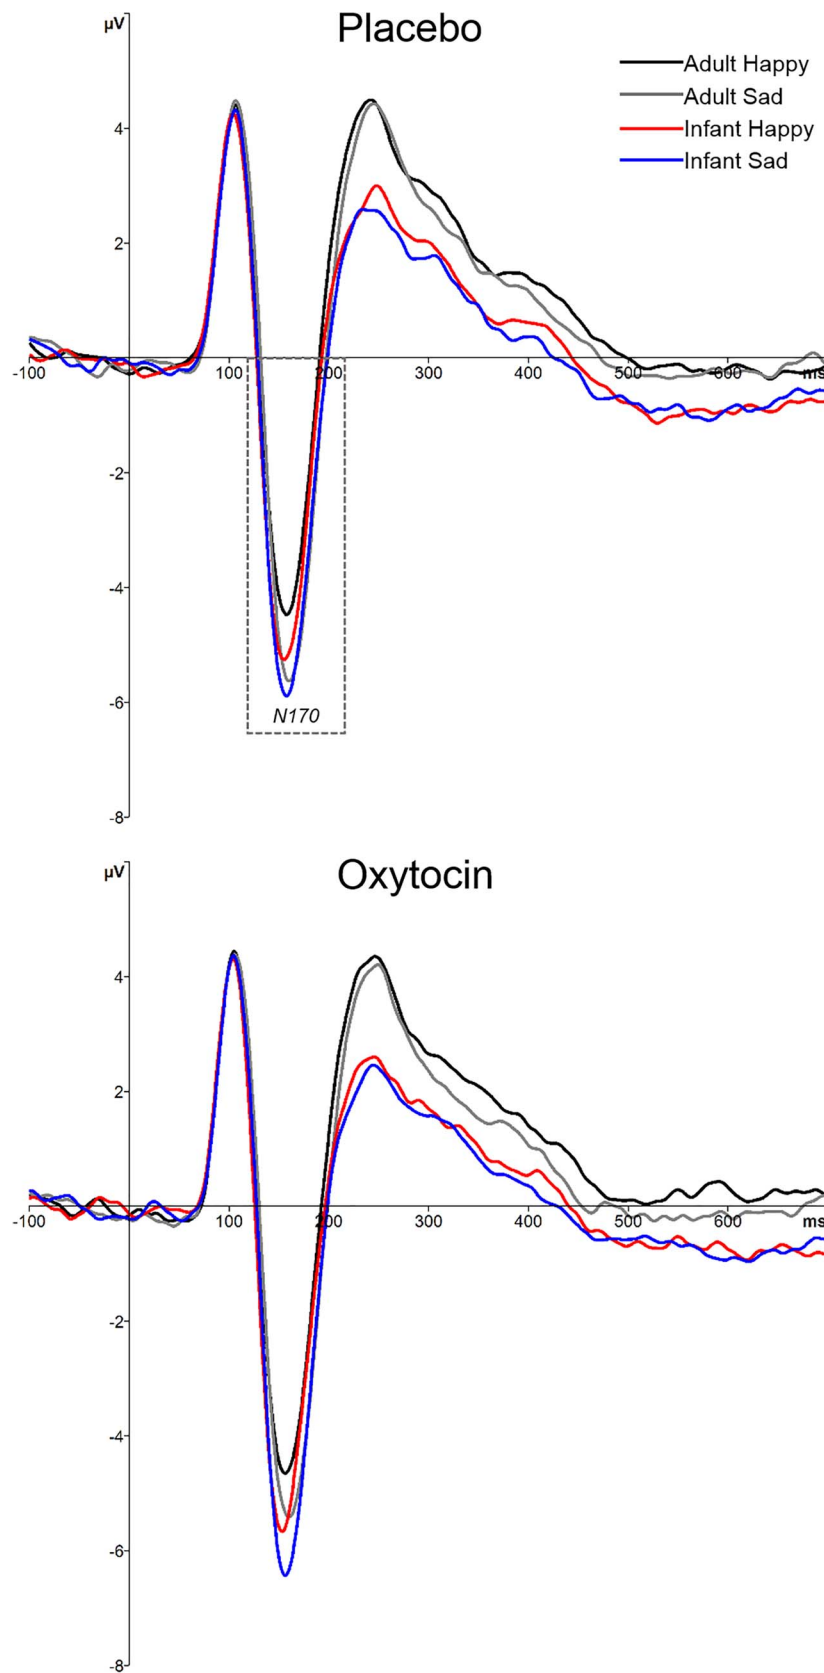 Placebo
µV
Adult Happy
Adult Sad
Infant Happy
Infant Sad
4
2
-100 100 200 300 400 500 600 ms
-2
-4
-6
N170
-8
Oxytocin
µV
4
2
-100 100 200 300 400 500 600 ms
-2
-4
-6
-8